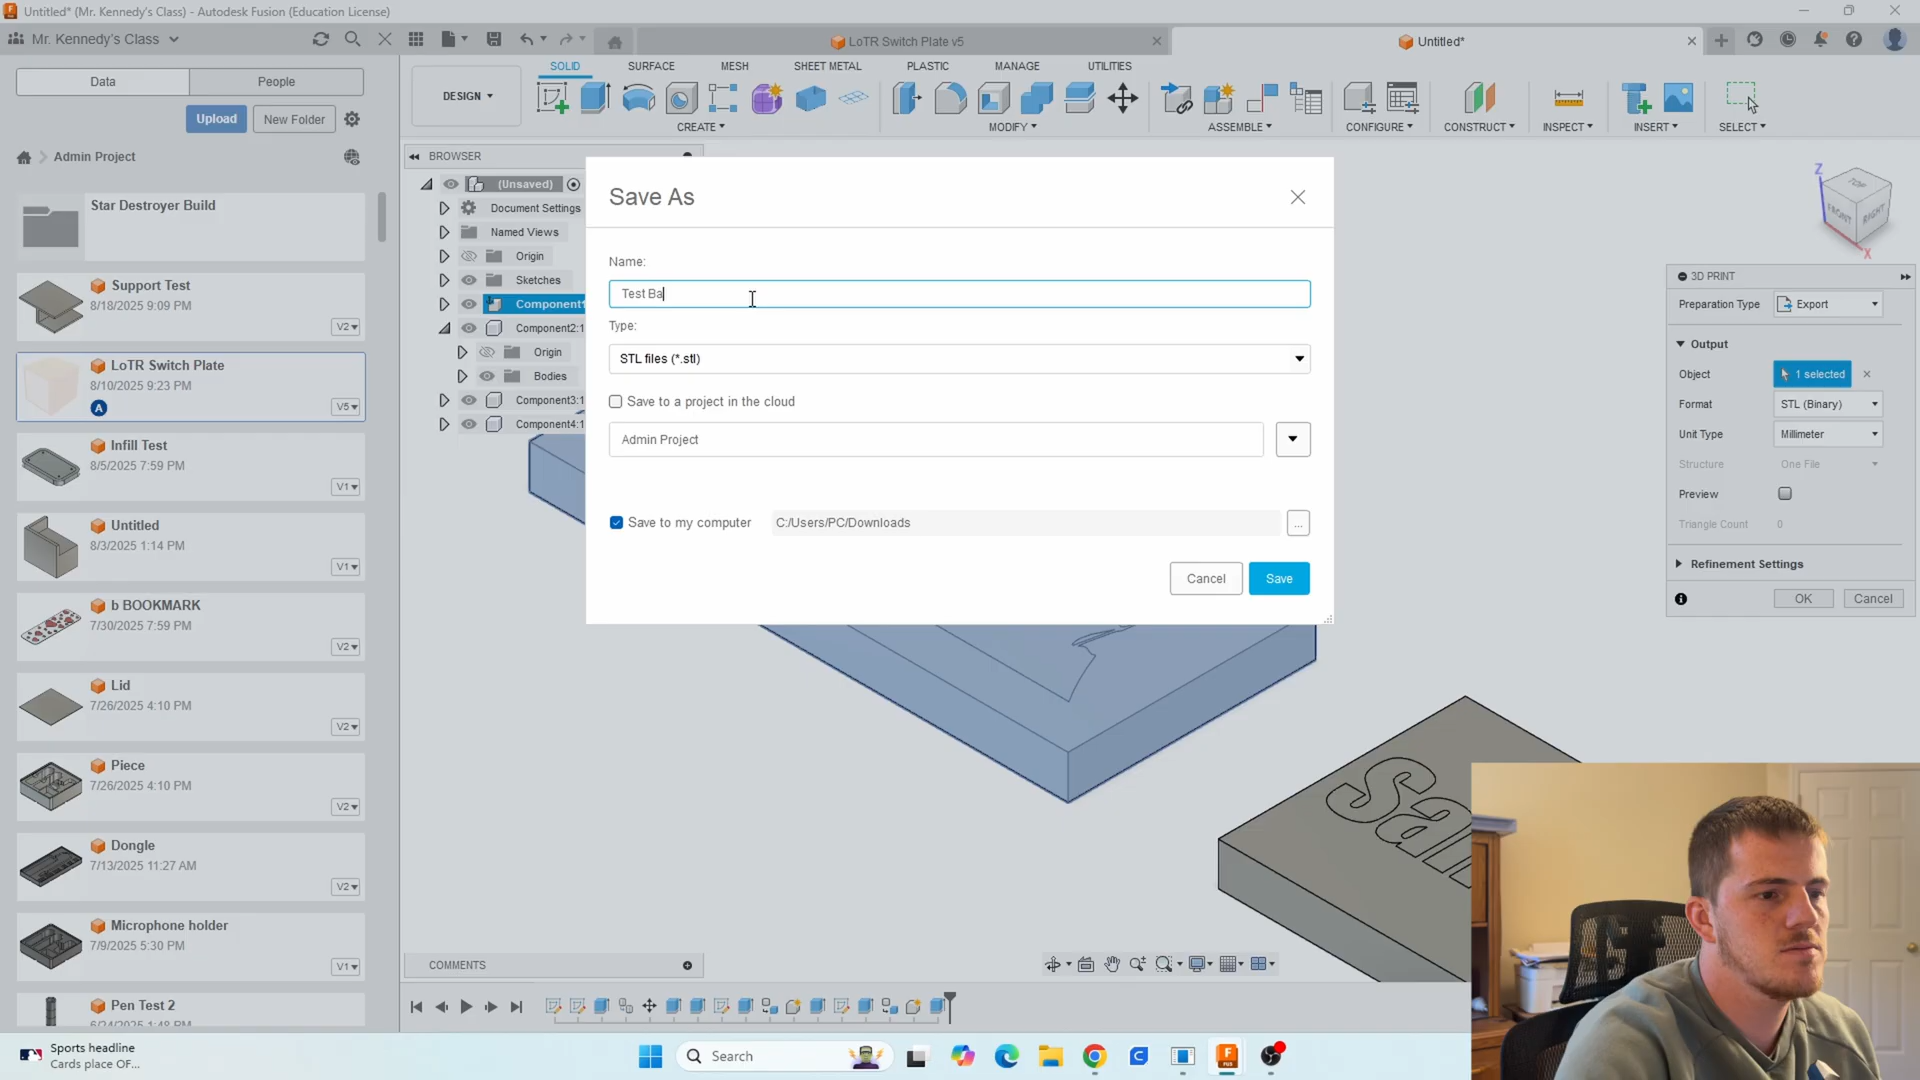 Untitled* (Mr. Kennedy's Class) - Autodesk Fusion (Education License)
Mr. Kennedy's Class
LoTR Switch Plate v5
Untitled*
Data
People
Upload
New Folder
Admin Project
Star Destroyer Build
Support Test
8/18/2025 9:09 PM
V2
LoTR Switch Plate
8/10/2025 9:23 PM
A
V5
Infill Test
8/5/2025 7:59 PM
V1
Untitled
8/3/2025 1:14 PM
V1
b BOOKMARK
7/30/2025 7:59 PM
V2
Lid
7/26/2025 4:10 PM
V2
Piece
7/26/2025 4:10 PM
V2
Dongle
7/13/2025 11:27 AM
V2
Microphone holder
7/9/2025 5:30 PM
V1
Pen Test 2
6/24/2025 1:48 PM
DESIGN
SOLID
SURFACE
MESH
SHEET METAL
PLASTIC
MANAGE
UTILITIES
CREATE
MODIFY
ASSEMBLE
CONFIGURE
CONSTRUCT
INSPECT
INSERT
SELECT
BROWSER
(Unsaved)
Document Settings
Named Views
Origin
Sketches
Component1
Component2:1
Origin
Bodies
Component3:1
Component4:1
Save As
Name:
Test Ba
Type:
STL files (*.stl)
Save to a project in the cloud
Admin Project
Save to my computer
C:/Users/PC/Downloads
...
Cancel
Save
Z
TOP
FRONT
RIGHT
X
3D PRINT
Preparation Type
Export
Output
Object
1 selected
Format
STL (Binary)
Unit Type
Millimeter
Structure
One File
Preview
Triangle Count
0
Refinement Settings
OK
Cancel
COMMENTS
Sports headline
Cards place OF...
Search